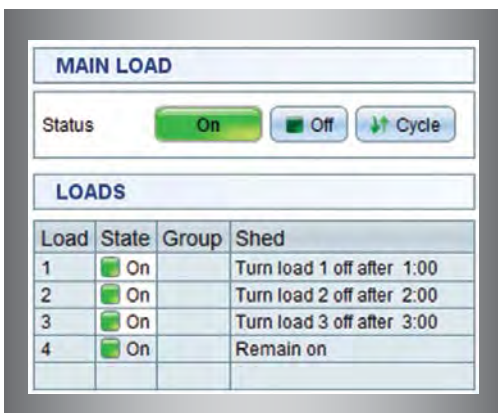 MAIN LOAD
Status On Off Cycle
LOADS
Load State Group Shed
1 On Turn load 1 off after 1:00
2 On Turn load 2 off after 2:00
3 On Turn load 3 off after 3:00
4 On Remain on